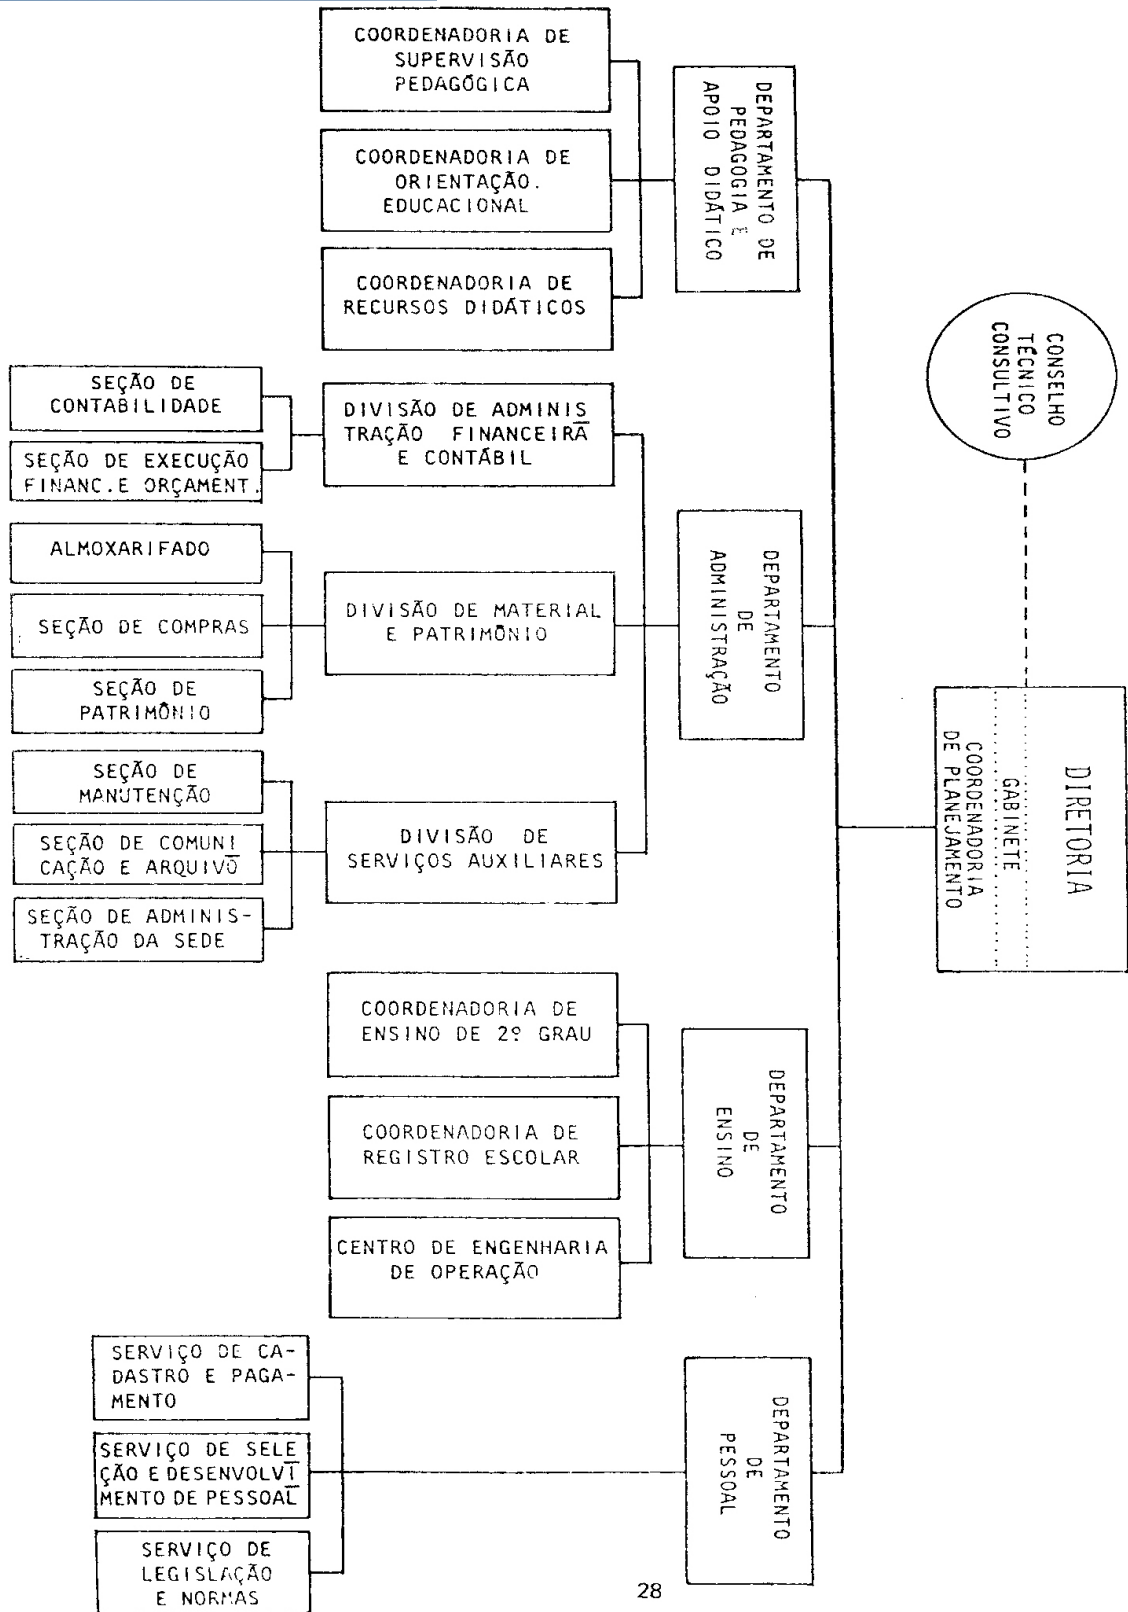 CONSELHO
TÉCNICO
CONSULTIVO
DIRETORIA
GABINETE
COORDENADORIA
DE PLANEJAMENTO
DEPARTAMENTO DE
PEDAGOGIA E
APOIO DIDÁTICO
COORDENADORIA DE
SUPERVISÃO
PEDAGÓGICA
COORDENADORIA DE
ORIENTAÇÃO.
EDUCACIONAL
COORDENADORIA DE
RECURSOS DIDÁTICOS
DEPARTAMENTO
DE
ADMINISTRAÇÃO
DIVISÃO DE ADMINIS
TRAÇÃO FINANCEIRA
E CONTÁBIL
SEÇÃO DE
CONTABILIDADE
SEÇÃO DE EXECUÇÃO
FINANC.E ORÇAMENT.
DIVISÃO DE MATERIAL
E PATRIMÔNIO
ALMOXARIFADO
SEÇÃO DE COMPRAS
SEÇÃO DE
PATRIMÔNIO
DIVISÃO DE
SERVIÇOS AUXILIARES
SEÇÃO DE
MANUTENÇÃO
SEÇÃO DE COMUNI
CAÇÃO E ARQUIVO
SEÇÃO DE ADMINIS-
TRAÇÃO DA SEDE
DEPARTAMENTO
DE
ENSINO
COORDENADORIA DE
ENSINO DE 2º GRAU
COORDENADORIA DE
REGISTRO ESCOLAR
CENTRO DE ENGENHARIA
DE OPERAÇÃO
DEPARTAMENTO
DE
PESSOAL
SERVIÇO DE CA-
DASTRO E PAGA-
MENTO
SERVIÇO DE SELE
ÇÃO E DESENVOLVI
MENTO DE PESSOAL
SERVIÇO DE
LEGISLAÇÃO
E NORMAS
28